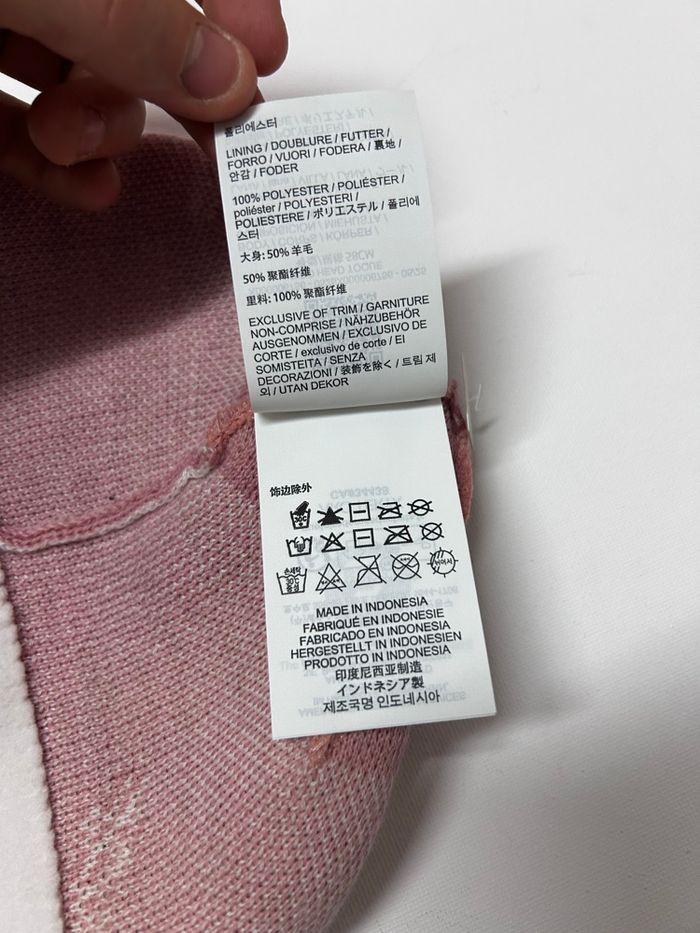 폴리에스터
LINING / DOUBLURE / FUTTER /
FORRO / VUORI / FODERA / 裏地 /
안감 / FODER
100% POLYESTER / POLIÉSTER /
poliéster / POLYESTERI /
POLIESTERE / ポリエステル / 폴리에
스터
大身: 50% 羊毛
50% 聚酯纤维
里料: 100% 聚酯纤维
EXCLUSIVE OF TRIM / GARNITURE
NON-COMPRISE / NÄHZUBEHÖR
AUSGENOMMEN / EXCLUSIVO DE
CORTE / exclusivo de corte / EI
SOMISTEITA / SENZA
DECORAZIONI / 装飾を除く / 트림 제
외 / UTAN DEKOR
饰边除外
30C
손세탁
MADE IN INDONESIA
FABRIQUÉ EN INDONESIE
FABRICADO EN INDONESIA
HERGESTELLT IN INDONESIEN
PRODOTTO IN INDONESIA
印度尼西亚制造
インドネシア製
제조국명 인도네시아